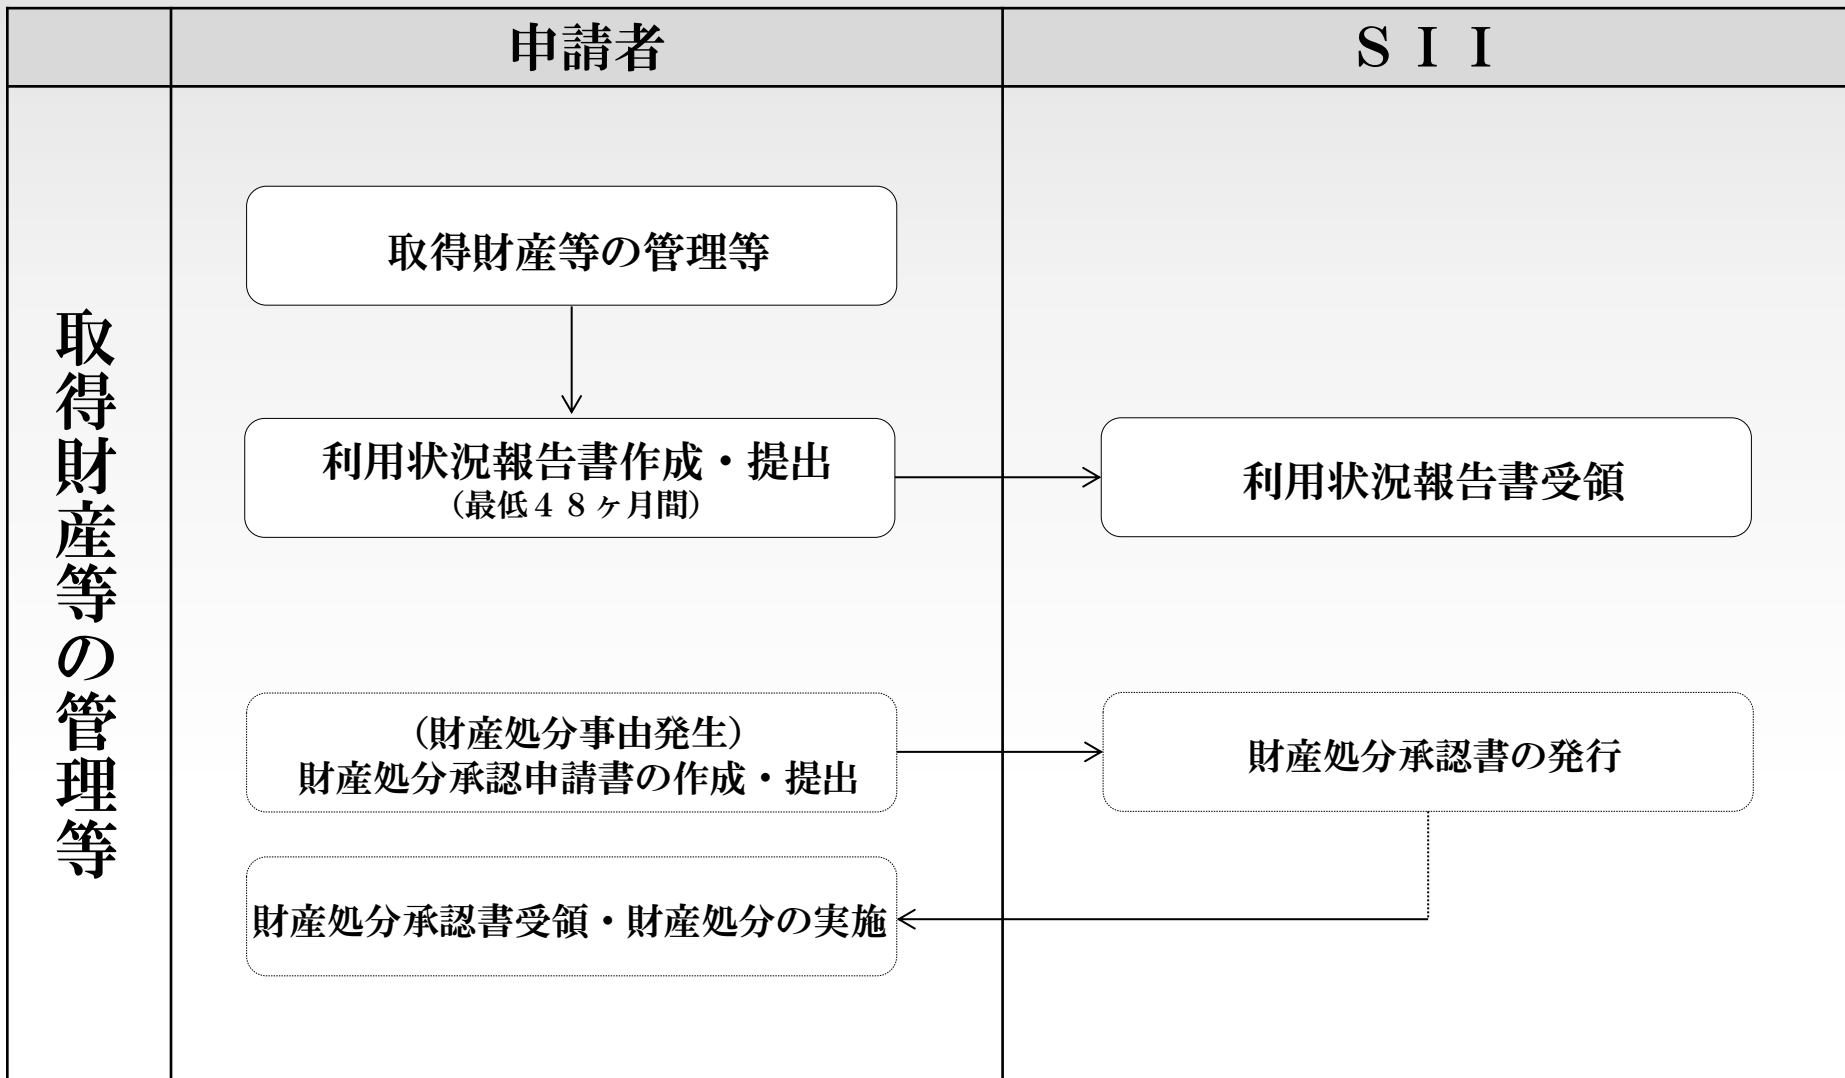 申請者
ＳＩＩ
取得財産等の管理等
取得財産等の管理等
利用状況報告書作成・提出
（最低４８ヶ月間）
利用状況報告書受領
（財産処分事由発生）
財産処分承認申請書の作成・提出
財産処分承認書の発行
財産処分承認書受領・財産処分の実施